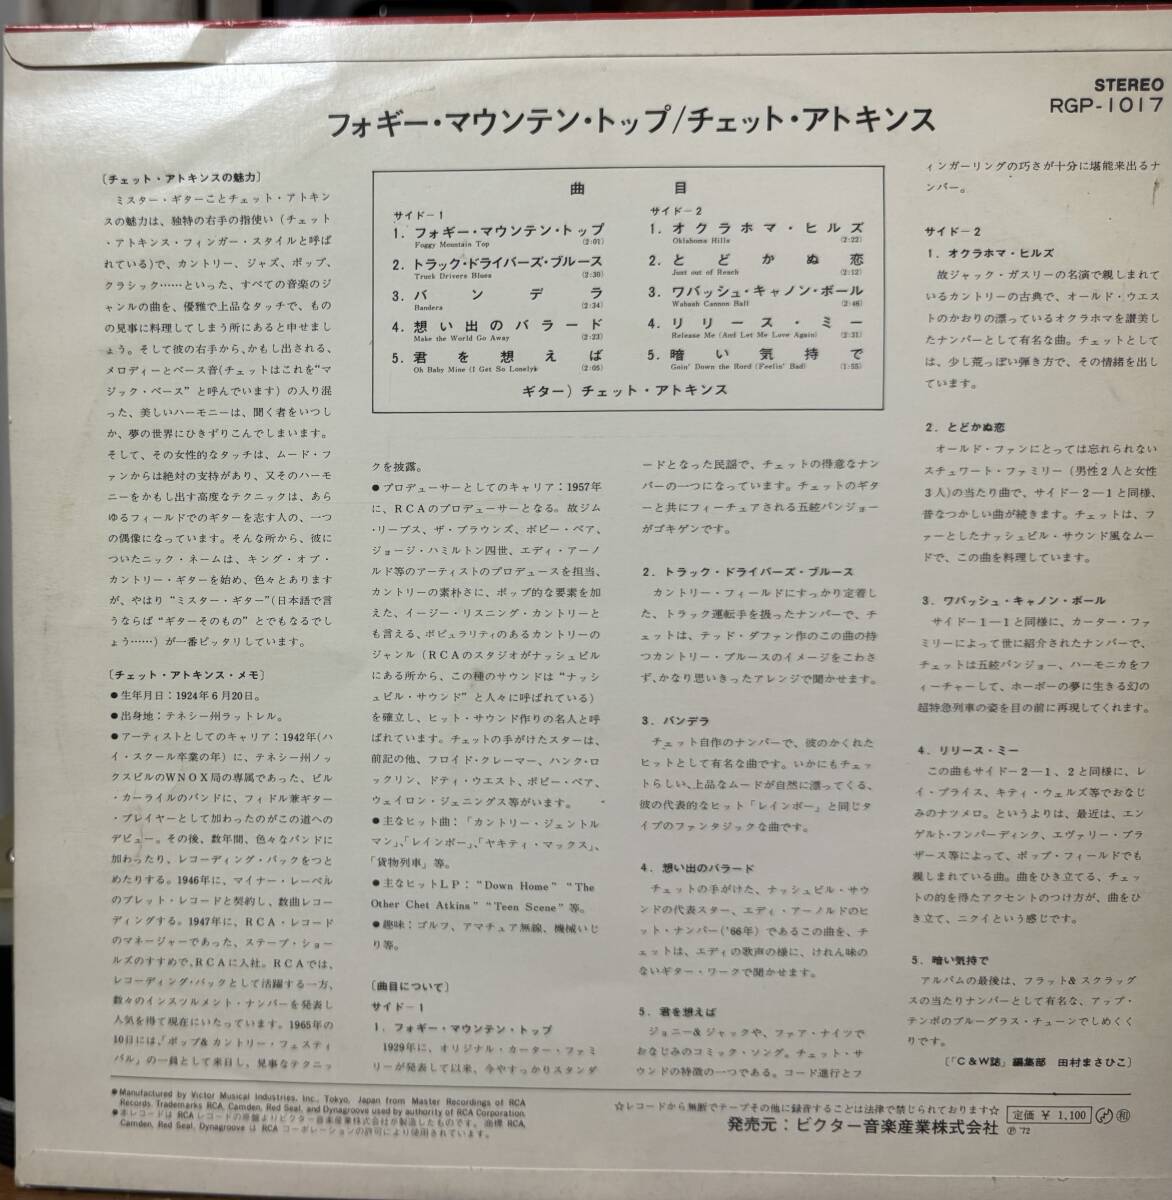 STEREO
RGP-1017
フォギー・マウンテン・トップ/チェット・アトキンス
〔チェット・アトキンスの魅力〕
ミスター・ギターことチェット・アトキン
スの魅力は、独特の右手の指使い（チェット
・アトキンス・フィンガー・スタイルと呼ば
れている)で、カントリー、ジャズ、ポップ、
クラシック……といった、すべての音楽のジ
ャンルの曲を、優雅で上品なタッチで、もの
の見事に料理してしまう所にあると申せまし
ょう。そして彼の右手から、かもし出される、
メロディーとベース音(チェットはこれを“マ
ジック・ベース”と呼んでいます）の入り混
った、美しいハーモニーは、聞く者をいつし
か、夢の世界にひきずりこんでしまいます。
そして、その女性的なタッチは、ムード・フ
ァンからは絶対の支持があり、又そのハーモ
ニーをかもし出す高度なテクニックは、あら
ゆるフィールドでのギターを志す人の、一つ
の偶像になっています。そんな所から、彼に
ついたニック・ネームは、キング・オブ・
カントリー・ギターを始め、色々とあります
が、やはり“ミスター・ギター”(日本語で言
うならば“ギターそのもの”とでもなるでし
ょう……）が一番ピッタリしています。
〔チェット・アトキンス・メモ〕
●生年月日：1924年6月20日。
●出身地：テネシー州ラットレル。
●アーティストとしてのキャリア：1942年(ハ
イ・スクール卒業の年）に、テネシー州ノッ
クスビルのWNOX局の専属であった、ビル
・カーライルのバンドに、フィドル兼ギター
・プレイヤーとして加わったのがこの道への
デビュー。その後、数年間、色々なバンドに
加わったり、レコーディング・バックをつと
めたりする。1946年に、マイナー・レーベル
のブレット・レコードと契約し、数曲レコー
ディングする。1947年に、RCA・レコード
のマネージャーであった、ステーブ・ショー
ルズのすすめで、RCAに入社。RCAでは、
レコーディング・バックとして活躍する一方、
数々のインスツルメント・ナンバーを発表し
人気を得て現在にいたっています。1965年の
10日には、「ポップ＆カントリー・フェスティ
バル」の一員として来日し、見事なテクニッ
曲目
サイド-1
1. フォギー・マウンテン・トップ
Foggy Mountain Top (2:01)
2. トラック・ドライバーズ・ブルース
Truck Drivers Blues (2:30)
3. バンデラ
Bandera (2:34)
4. 想い出のバラード
Make the World Go Away (2:23)
5. 君を想えば
Oh Baby Mine (I Get So Lonely) (2:05)
サイド-2
1. オクラホマ・ヒルズ
Oklahoma Hills (2:22)
2. とどかぬ恋
Just out of Reach (2:12)
3. ワバッシュ・キャノン・ボール
Wabash Cannon Ball (2:46)
4. リリース・ミー
Release Me (And Let Me Love Again) (2:31)
5. 暗い気持で
Goin' Down the Rord (Feelin' Bad) (1:55)
ギター）チェット・アトキンス
クを披露。
●プロデューサーとしてのキャリア：1957年
に、RCAのプロデューサーとなる。故ジム
・リーブス、ザ・ブラウンズ、ボビー・ベア、
ジョージ・ハミルトン四世、エディ・アーノ
ルド等のアーティストのプロデュースを担当、
カントリーの素朴さに、ポップ的な要素を加
えた、イージー・リスニング・カントリーと
も言える、ポピュラリティのあるカントリーの
ジャンル（RCAのスタジオがナッシュビル
にある所から、この種のサウンドは“ナッシ
ュビル・サウンド”と人々に呼ばれている）
を確立し、ヒット・サウンド作りの名人と呼
ばれています。チェットの手がけたスターは、
前記の他、フロイド・クレーマー、ハンク・ロ
ックリン、ドティ・ウエスト、ボビー・ベア、
ウェイロン・ジェニングス等がいます。
●主なヒット曲：「カントリー・ジェントル
マン」、「レインボー」、「ヤキティ・マックス」、
「貨物列車」等。
●主なヒットLP：“Down Home” “The
Other Chet Atkins” “Teen Scene”等。
●趣味：ゴルフ、アマチュア無線、機械いじ
り等。
〔曲目について〕
サイド-1
1. フォギー・マウンテン・トップ
1929年に、オリジナル・カーター・ファミ
リーが発表して以来、今やすっかりスタンダ
ードとなった民謡で、チェットの得意なナン
バーの一つになっています。チェットのギタ
ーと共にフィーチュアされる五絃バンジョー
がゴキゲンです。
2. トラック・ドライバーズ・ブルース
カントリー・フィールドにすっかり定着し
た、トラック運転手を扱ったナンバーで、チ
ェットは、テッド・ダファン作のこの曲の持
つカントリー・ブルースのイメージをこわさ
ず、かなり思いきったアレンジで聞かせます。
3. バンデラ
チェット自作のナンバーで、彼のかくれた
ヒットとして有名な曲です。いかにもチェッ
トらしい、上品なムードが自然に漂ってくる、
彼の代表的なヒット「レインボー」と同じタ
イプのファンタジックな曲です。
4. 想い出のバラード
チェットの手がけた、ナッシュビル・サウ
ンドの代表スター、エディ・アーノルドのヒ
ット・ナンバー(’66年）であるこの曲を、チ
ェットは、エディの歌声の様に、けれん味の
ないギター・ワークで聞かせます。
5. 君を想えば
ジョニー＆ジャックや、ファア・ナイツで
おなじみのコミック・ソング。チェット・サ
ウンドの特徴の一つである。コード進行とフ
ィンガーリングの巧さが十分に堪能来出るナ
ンバー。
サイド-2
1. オクラホマ・ヒルズ
故ジャック・ガスリーの名演で親しまれて
いるカントリーの古典で、オールド・ウエス
トのかおりの漂っているオクラホマを讃美し
たナンバーとして有名な曲。チェットとして
は、少し荒っぽい弾き方で、その情緒を出し
ています。
2. とどかぬ恋
オールド・ファンにとっては忘れられない
スチュワート・ファミリー（男性2人と女性
3人)の当たり曲で、サイド-2-1と同様、
昔なつかしい曲が続きます。チェットは、フ
ァーとしたナッシュビル・サウンド風なムー
ドで、この曲を料理しています。
3. ワバッシュ・キャノン・ボール
サイド-1-1と同様に、カーター・ファ
ミリーによって世に紹介されたナンバーで、
チェットは五絃バンジョー、ハーモニカをフ
ィーチャーして、ホーボーの夢に生きる幻の
超特急列車の姿を目の前に再現してくれます。
4. リリース・ミー
この曲もサイド-2-1、2と同様に、レ
イ・プライス、キティ・ウェルズ等でおなじ
みのナツメロ。というよりは、最近は、エン
ゲルト・フンパーディンク、エヴァリー・ブラ
ザース等によって、ポップ・フィールドでも
親しまれている曲。曲をひき立てる、チェッ
トの的を得たアクセントのつけ方が、曲をひ
き立て、ニクイという感じです。
5. 暗い気持で
アルバムの最後は、フラット＆スクラッグ
スの当たりナンバーとして有名な、アップ・
テンポのブルーグラス・チューンでしめくく
りです。
〔「C&W誌」編集部 田村まさひこ〕
●Manufactured by Victor Musical Industries, Inc., Tokyo, Japan from Master Recordings of RCA
Records. Trademarks RCA, Camden, Red Seal, and Dynagroove used by authority of RCA Corporation.
●本レコードは RCA レコードの原盤よりビクター音楽産業株式会社が製造したものです。商標 RCA,
Camden, Red Seal, Dynagroove は RCA コーポレーションの許可により使用されています。
☆レコードから無断でテープその他に録音することは法律で禁じられております☆
発売元：ビクター音楽産業株式会社
定価 ¥ 1,100
和
Ⓟ '72